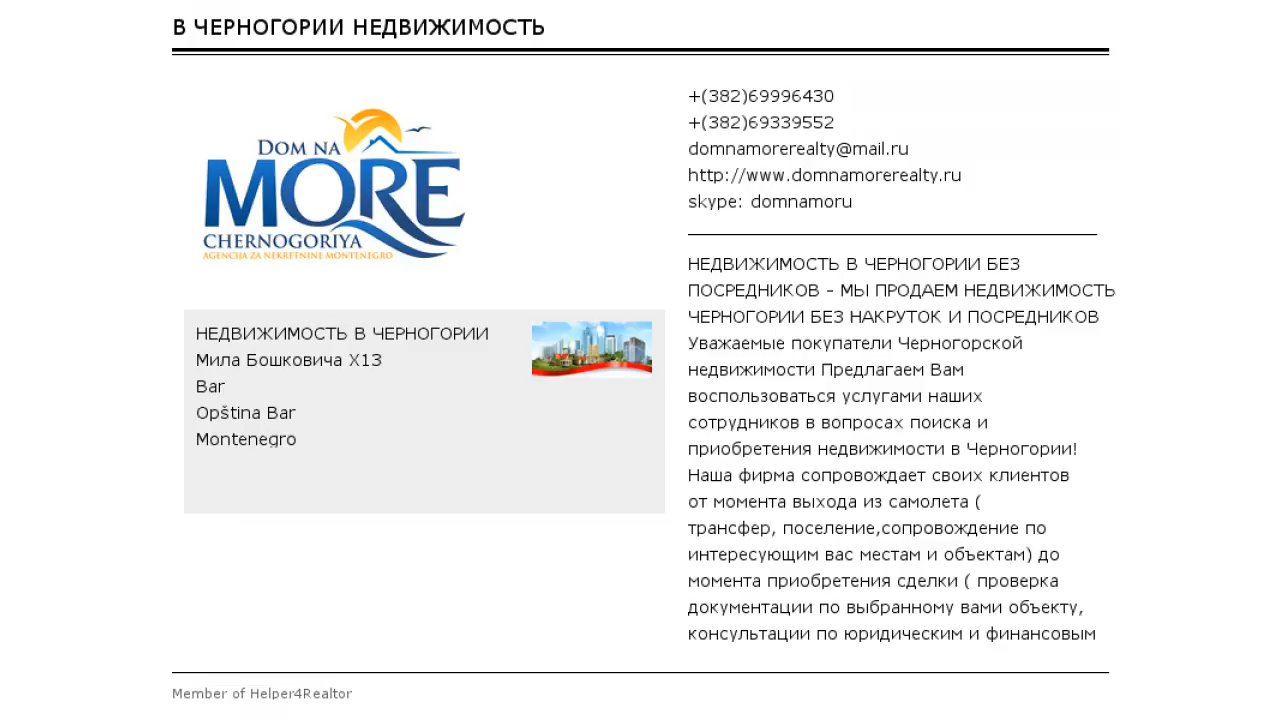 В ЧЕРНОГОРИИ НЕДВИЖИМОСТЬ
DOM NA
MORE
CHERNOGORIYA
AGENCIJA ZA NEKRETNINE MONTENEGRO
НЕДВИЖИМОСТЬ В ЧЕРНОГОРИИ
Мила Бошковича X13
Bar
Opština Bar
Montenegro
+(382)69996430
+(382)69339552
domnamorerealty@mail.ru
http://www.domnamorerealty.ru
skype: domnamoru
НЕДВИЖИМОСТЬ В ЧЕРНОГОРИИ БЕЗ
ПОСРЕДНИКОВ - МЫ ПРОДАЕМ НЕДВИЖИМОСТЬ
ЧЕРНОГОРИИ БЕЗ НАКРУТОК И ПОСРЕДНИКОВ
Уважаемые покупатели Черногорской
недвижимости Предлагаем Вам
воспользоваться услугами наших
сотрудников в вопросах поиска и
приобретения недвижимости в Черногории!
Наша фирма сопровождает своих клиентов
от момента выхода из самолета (
трансфер, поселение,сопровождение по
интересующим вас местам и объектам) до
момента приобретения сделки ( проверка
документации по выбранному вами объекту,
консультации по юридическим и финансовым
Member of Helper4Realtor